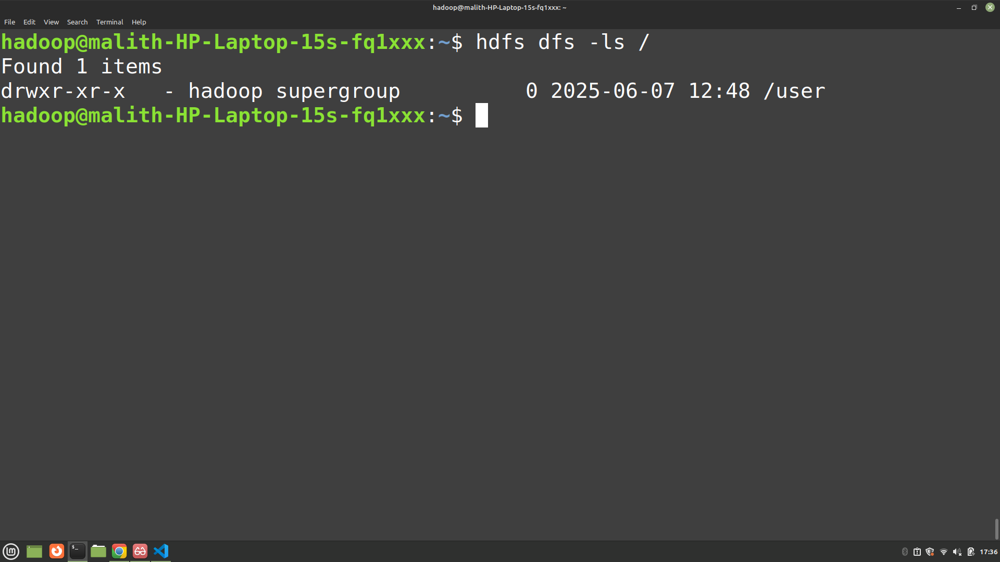 hadoop@malith-HP-Laptop-15s-fq1xxx: ~
File Edit View Search Terminal Help
hadoop@malith-HP-Laptop-15s-fq1xxx:~$ hdfs dfs -ls /
Found 1 items
drwxr-xr-x   - hadoop supergroup          0 2025-06-07 12:48 /user
hadoop@malith-HP-Laptop-15s-fq1xxx:~$
17:36